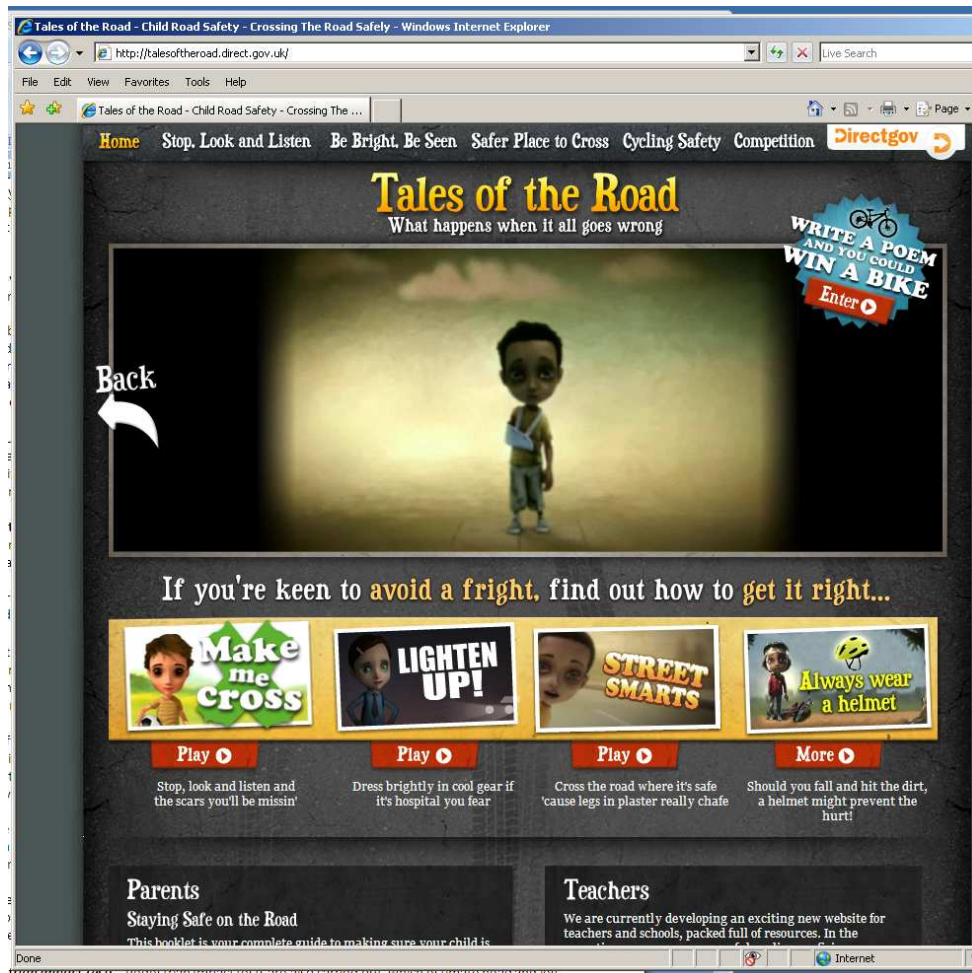 Tales of the Road - Child Road Safety - Crossing The Road Safely - Windows Internet Explorer
http://talesoftheroad.direct.gov.uk/
Live Search
File Edit View Favorites Tools Help
Tales of the Road - Child Road Safety - Crossing The ...
Page
Home Stop, Look and Listen Be Bright, Be Seen Safer Place to Cross Cycling Safety Competition Directgov
Tales of the Road
What happens when it all goes wrong
WRITE A POEM
AND YOU COULD
WIN A BIKE
Enter
Back
If you're keen to avoid a fright, find out how to get it right...
Make
me
cross
LIGHTEN
UP!
STREET
SMARTS
Always wear
a helmet
Play Play Play More
Stop, look and listen and
the scars you'll be missin'
Dress brightly in cool gear if
it's hospital you fear
Cross the road where it's safe
'cause legs in plaster really chafe
Should you fall and hit the dirt,
a helmet might prevent the
hurt!
Parents
Staying Safe on the Road
This booklet is your complete guide to making sure your child is
Teachers
We are currently developing an exciting new website for
teachers and schools, packed full of resources. In the
Done
Internet